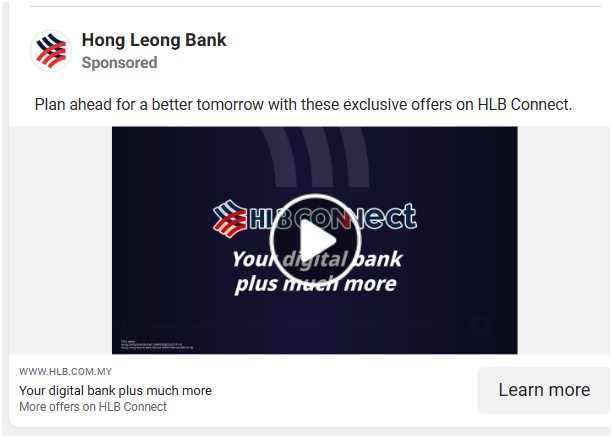 Hong Leong Bank
Sponsored
Plan ahead for a better tomorrow with these exclusive offers on HLB Connect.
HLBCONNect
Your digital bank
plus much more
WWW.HLB.COM.MY
Your digital bank plus much more
More offers on HLB Connect
Learn more